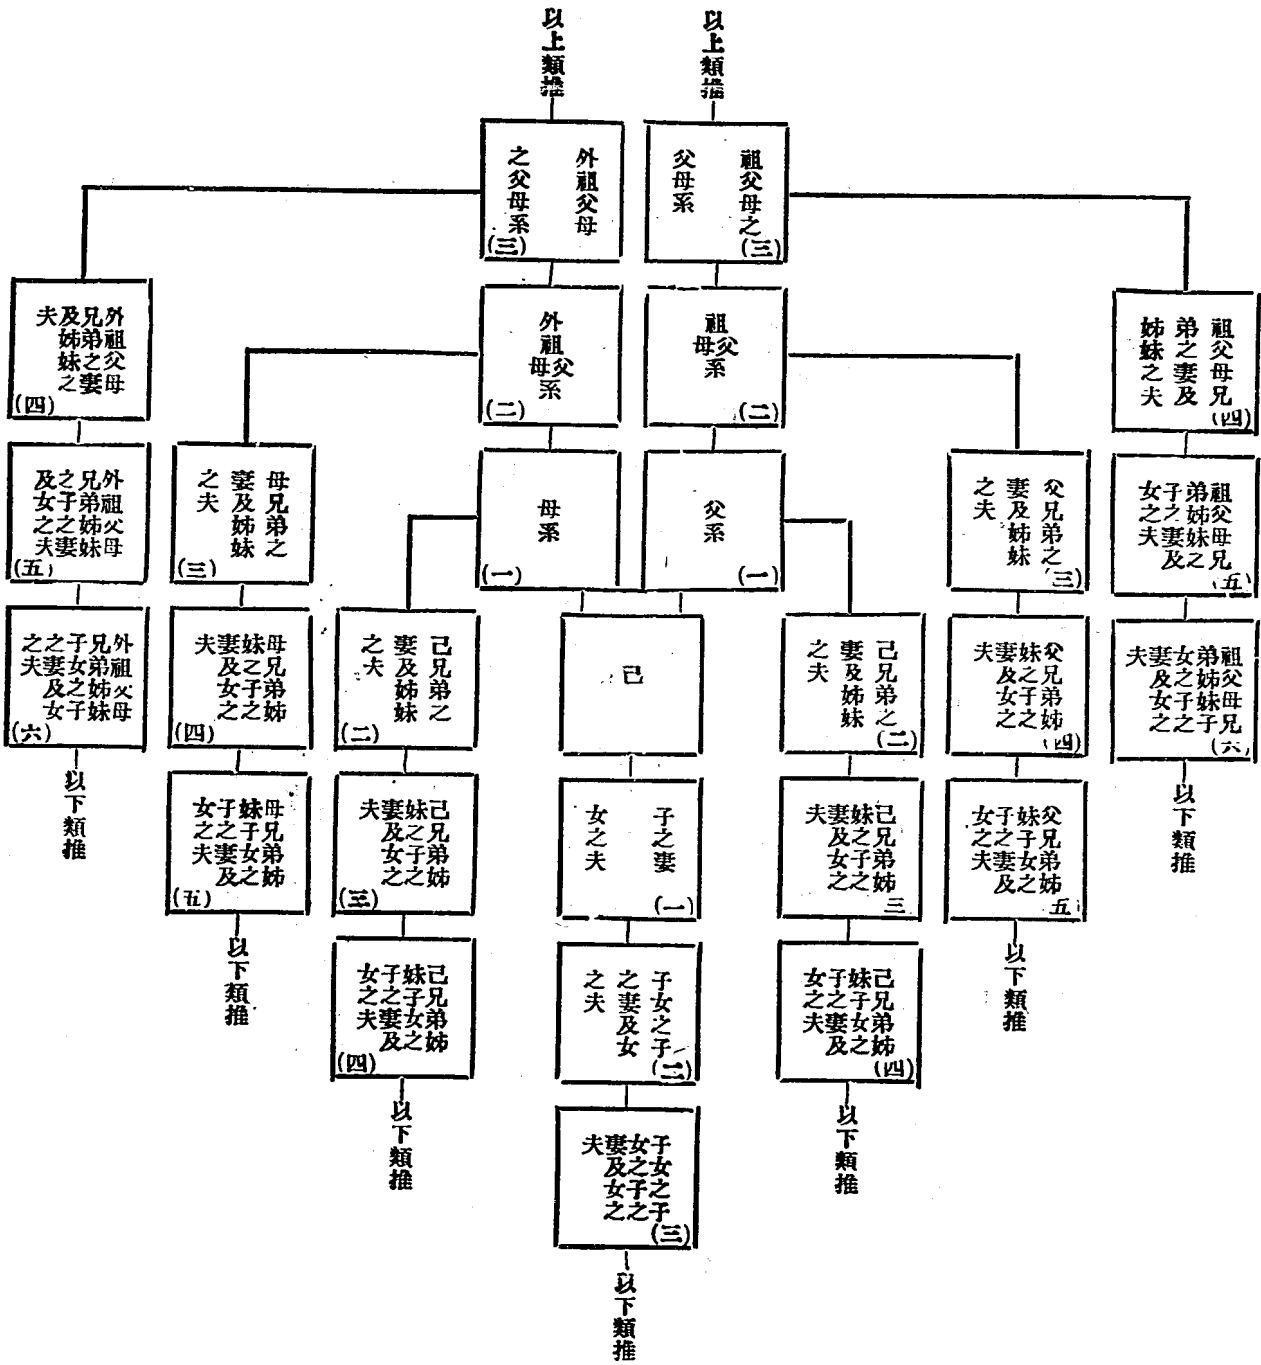 以上類推
祖父母之
父母系
(三)
祖
父母
系
(二)
父系
(一)
祖父母兄
弟之妻及
姊妹之夫
(四)
祖父母兄
弟姊妹之
子之妻及
女之夫
(五)
祖父母兄
弟姊妹子
女之子之
妻及女之
夫
(六)
以下類推
父兄弟之
妻及姊妹
之夫
(三)
父兄弟姊
妹之子之
妻及女之
夫
(四)
父兄弟姊
妹子女之
子之妻及
女之夫
五
以下類推
己兄弟之
妻及姊妹
之夫
(二)
己兄弟姊
妹之子之
妻及女之
夫
三
己兄弟姊
妹子女之
子之妻及
女之夫
(四)
以下類推
己
子之妻
女之夫
(一)
子女之子
之妻及女
之夫
(二)
子女之子
女之子之
妻及女之
夫
(三)
以下類推
以上類推
外祖父母
之父母系
(三)
外
祖
父母
系
(二)
母系
(一)
己兄弟之
妻及姊妹
之夫
(二)
己兄弟姊
妹之子之
妻及女之
夫
(三)
己兄弟姊
妹子女之
子之妻及
女之夫
(四)
以下類推
母兄弟之
妻及姊妹
之夫
(三)
母兄弟姊
妹之子之
妻及女之
夫
(四)
母兄弟姊
妹子女之
子之妻及
女之夫
(五)
以下類推
外祖父母
兄弟之妻
及姊妹之
夫
(四)
外祖父母
兄弟姊妹
之子之妻
及女之夫
(五)
外祖父母
兄弟姊妹
子女之子
之妻及女
之夫
(六)
以下類推